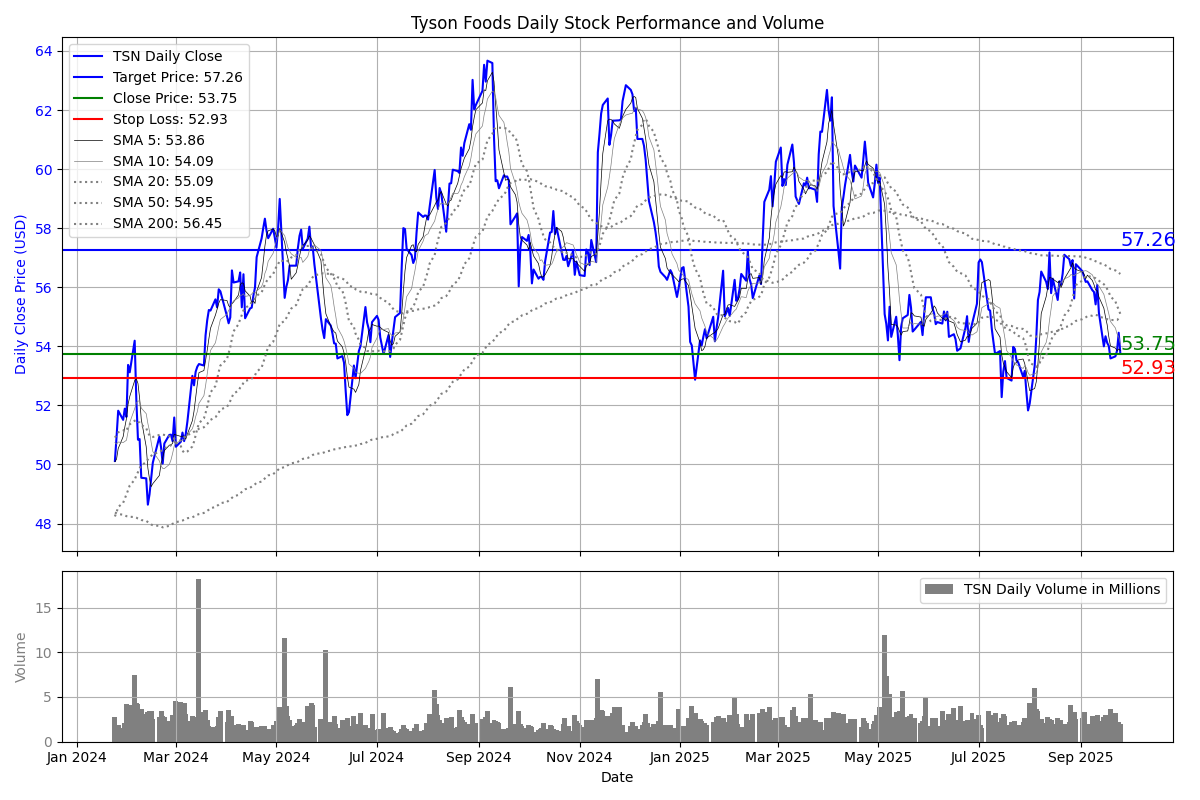 Tyson Foods Daily Stock Performance and Volume
Daily Close Price (USD)
64
62
60
58
56
54
52
50
48
TSN Daily Close
Target Price: 57.26
Close Price: 53.75
Stop Loss: 52.93
SMA 5: 53.86
SMA 10: 54.09
SMA 20: 55.09
SMA 50: 54.95
SMA 200: 56.45
57.26
53.75
52.93
Volume
15
10
5
0
TSN Daily Volume in Millions
Jan 2024 Mar 2024 May 2024 Jul 2024 Sep 2024 Nov 2024 Jan 2025 Mar 2025 May 2025 Jul 2025 Sep 2025
Date